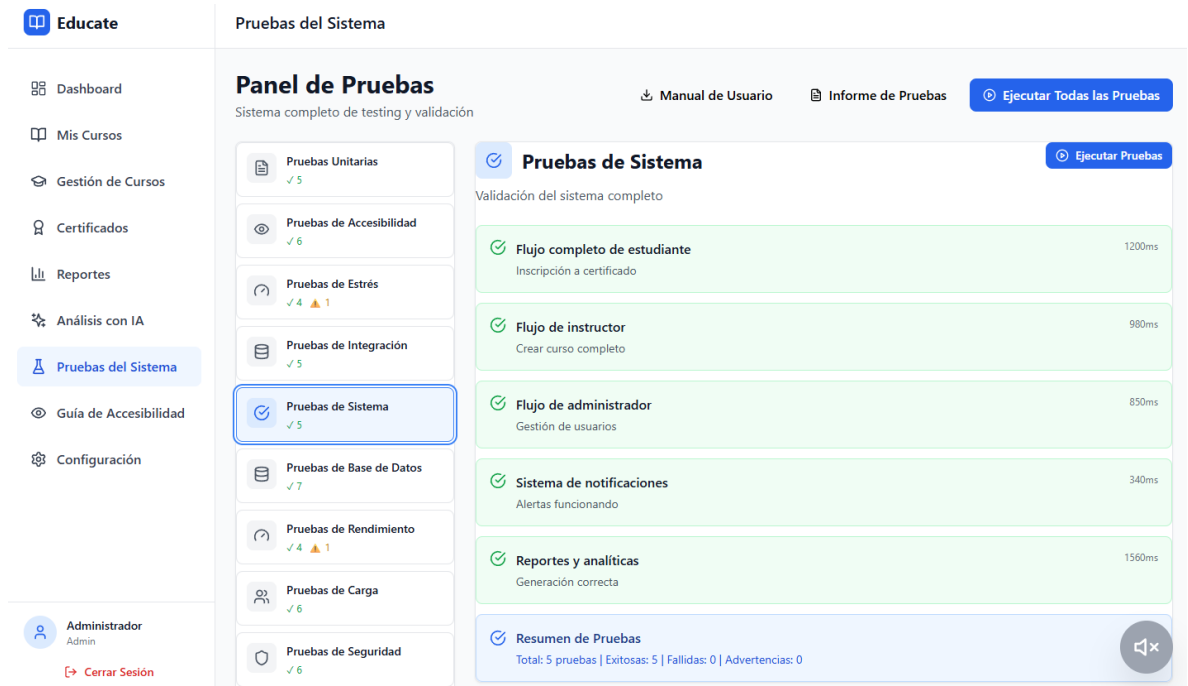 Educate
Pruebas del Sistema
Dashboard
Mis Cursos
Gestión de Cursos
Certificados
Reportes
Análisis con IA
Pruebas del Sistema
Guía de Accesibilidad
Configuración
Administrador
Admin
Cerrar Sesión
Panel de Pruebas
Sistema completo de testing y validación
Manual de Usuario
Informe de Pruebas
Ejecutar Todas las Pruebas
Pruebas Unitarias
✓ 5
Pruebas de Accesibilidad
✓ 6
Pruebas de Estrés
✓ 4 ⚠ 1
Pruebas de Integración
✓ 5
Pruebas de Sistema
✓ 5
Pruebas de Base de Datos
✓ 7
Pruebas de Rendimiento
✓ 4 ⚠ 1
Pruebas de Carga
✓ 6
Pruebas de Seguridad
✓ 6
Pruebas de Sistema
Ejecutar Pruebas
Validación del sistema completo
Flujo completo de estudiante
1200ms
Inscripción a certificado
Flujo de instructor
980ms
Crear curso completo
Flujo de administrador
850ms
Gestión de usuarios
Sistema de notificaciones
340ms
Alertas funcionando
Reportes y analíticas
1560ms
Generación correcta
Resumen de Pruebas
Total: 5 pruebas | Exitosas: 5 | Fallidas: 0 | Advertencias: 0